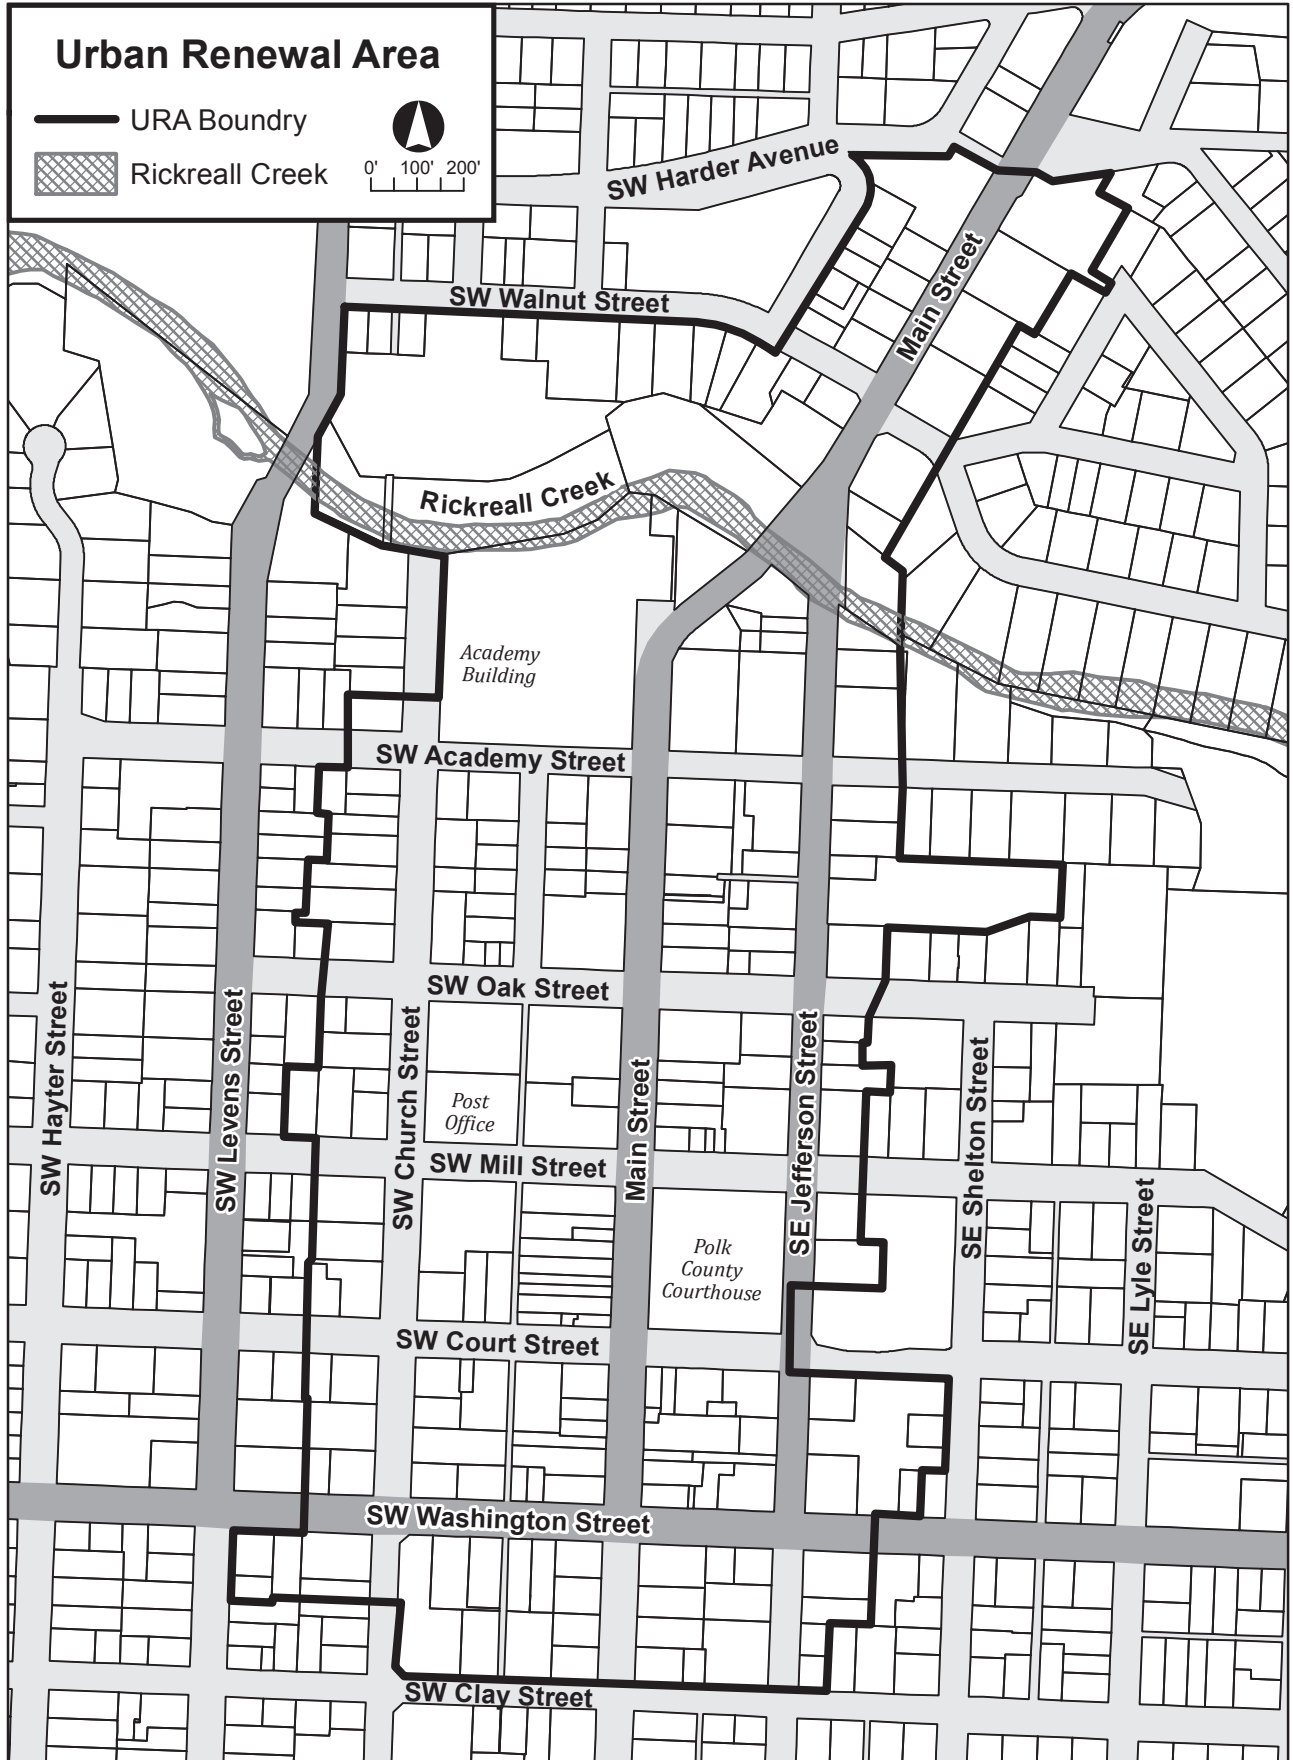 Urban Renewal Area
URA Boundry
Rickreall Creek
0' 100' 200'
SW Harder Avenue
SW Walnut Street
Main Street
Rickreall Creek
Academy
Building
SW Academy Street
SW Oak Street
SW Hayter Street
SW Levens Street
SW Church Street
Post
Office
Main Street
SE Jefferson Street
SE Shelton Street
SW Mill Street
SE Lyle Street
Polk
County
Courthouse
SW Court Street
SW Washington Street
SW Clay Street